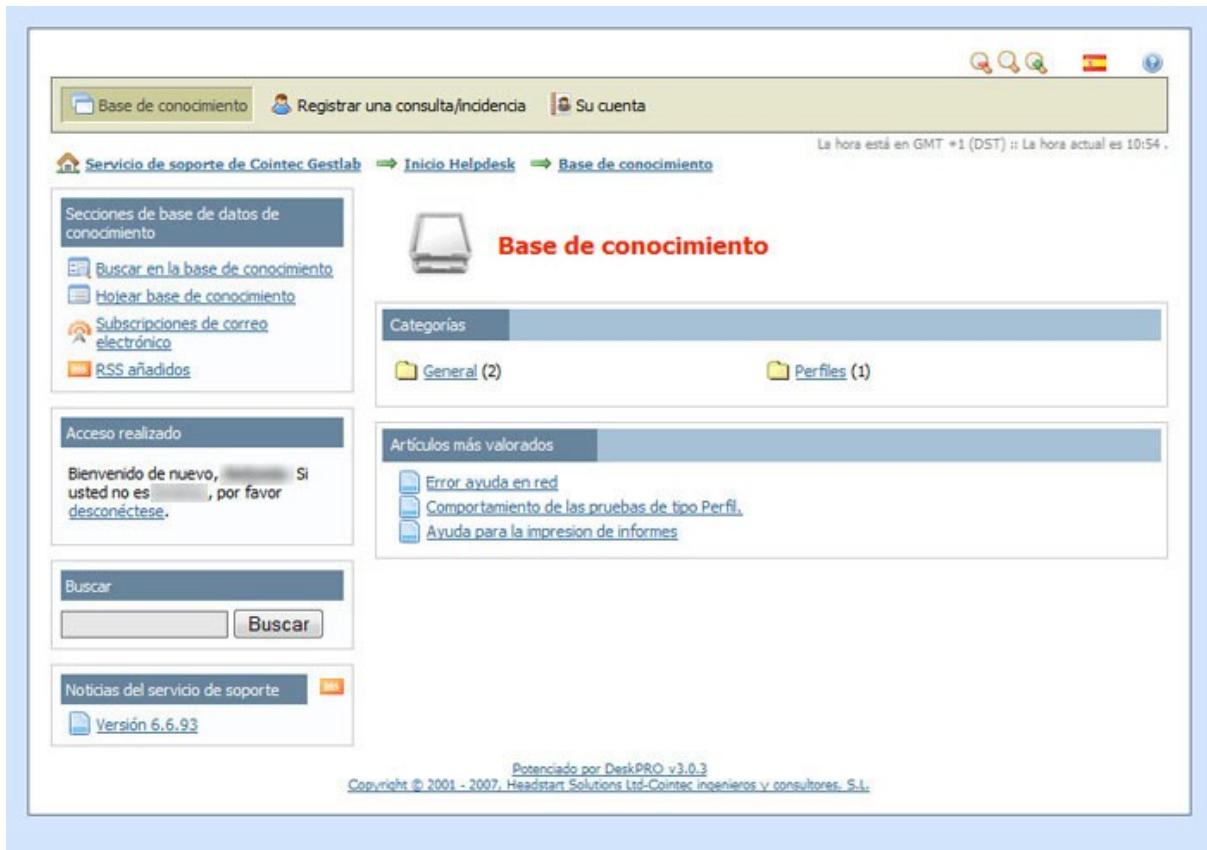 Base de conocimiento Registrar una consulta/incidencia Su cuenta
La hora está en GMT +1 (DST) :: La hora actual es 10:54 .
Servicio de soporte de Cointec Gestlab Inicio Helpdesk Base de conocimiento
Secciones de base de datos de
conocimiento
Buscar en la base de conocimiento
Hojear base de conocimiento
Subscripciones de correo
electrónico
RSS añadidos
Acceso realizado
Bienvenido de nuevo, Si
usted no es , por favor
desconéctese.
Buscar
Buscar
Noticias del servicio de soporte
Versión 6.6.93
Base de conocimiento
Categorías
General (2) Perfiles (1)
Artículos más valorados
Error ayuda en red
Comportamiento de las pruebas de tipo Perfil.
Ayuda para la impresion de informes
Potenciado por DeskPRO v3.0.3
Copyright © 2001 - 2007, Headstart Solutions Ltd-Cointec ingenieros y consultores, S.L.